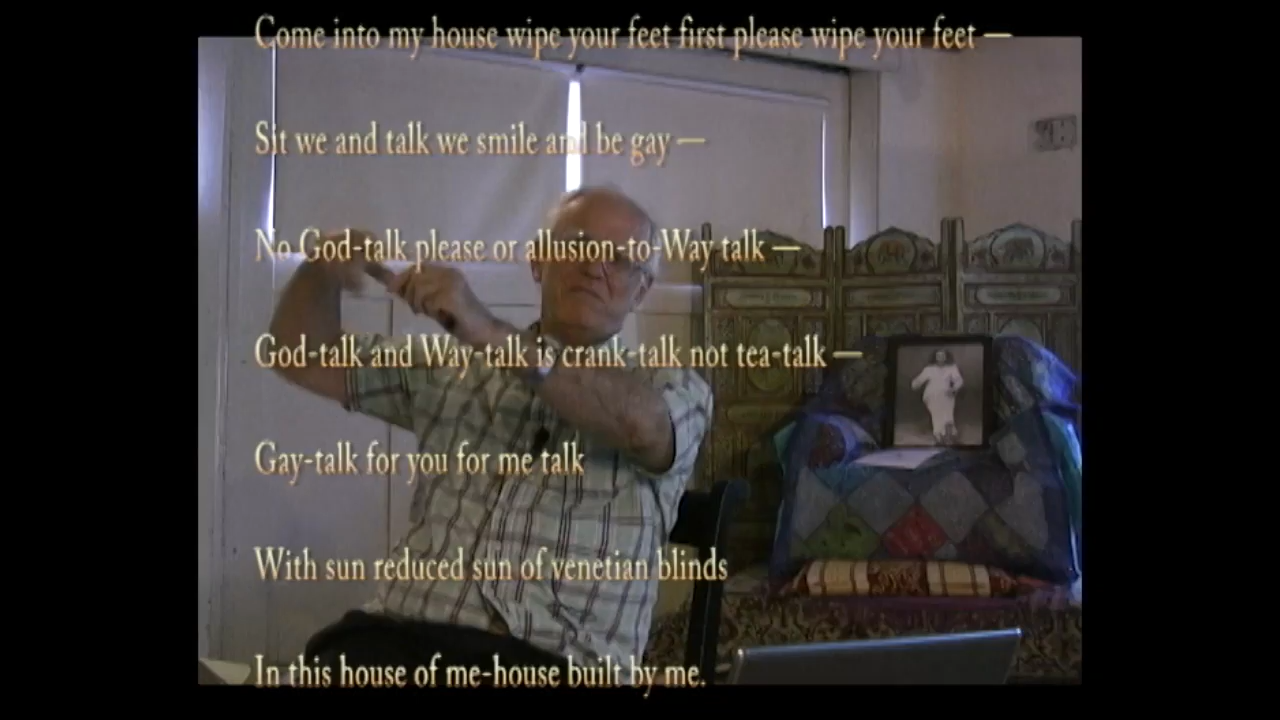 Come into my house wipe your feet first please wipe your feet —
Sit we and talk we smile and be gay —
No God-talk please or allusion-to-Way talk —
God-talk and Way-talk is crank-talk not tea-talk —
Gay-talk for you for me talk
With sun reduced sun of venetian blinds
In this house of me-house built by me.